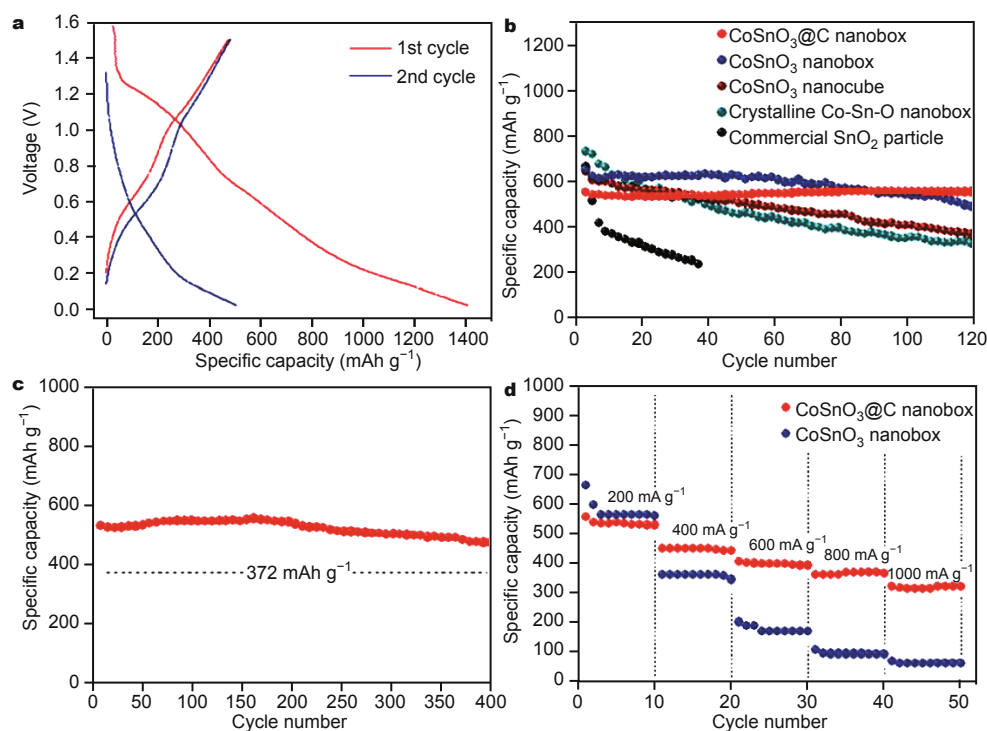 a
1.6
1.4
1.2
1.0
0.8
0.6
0.4
0.2
0.0
Voltage (V)
1st cycle
2nd cycle
0 200 400 600 800 1000 1200 1400
Specific capacity (mAh g⁻¹)
b
1200
1000
800
600
400
200
0
Specific capacity (mAh g⁻¹)
CoSnO₃@C nanobox
CoSnO₃ nanobox
CoSnO₃ nanocube
Crystalline Co-Sn-O nanobox
Commercial SnO₂ particle
0 20 40 60 80 100 120
Cycle number
c
1000
800
600
400
200
0
Specific capacity (mAh g⁻¹)
372 mAh g⁻¹
0 50 100 150 200 250 300 350 400
Cycle number
d
1000
900
800
700
600
500
400
300
200
100
0
Specific capacity (mAh g⁻¹)
CoSnO₃@C nanobox
CoSnO₃ nanobox
200 mA g⁻¹
400 mA g⁻¹
600 mA g⁻¹
800 mA g⁻¹
1000 mA g⁻¹
0 10 20 30 40 50
Cycle number